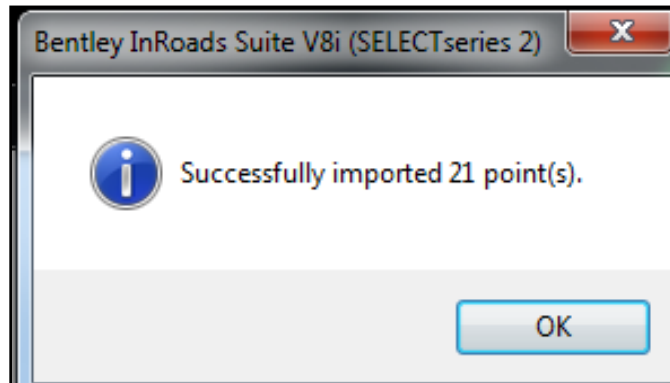 Bentley InRoads Suite V8i (SELECTseries 2)
Successfully imported 21 point(s).
OK